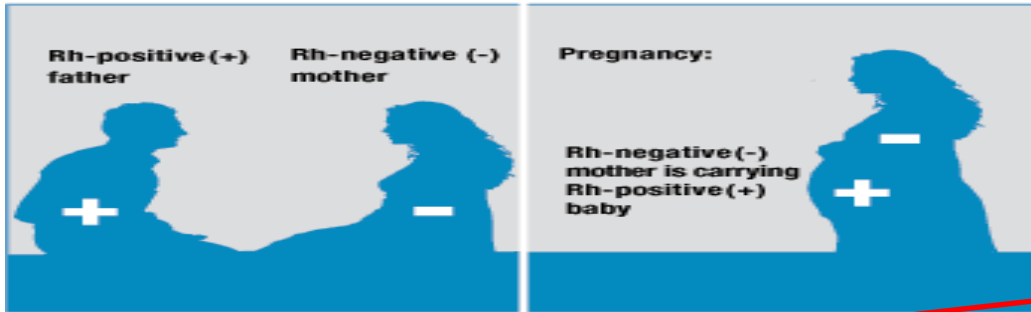 Rh-positive(+)
father
Rh-negative (-)
mother
Pregnancy:
Rh-negative(-)
mother is carrying
Rh-positive(+)
baby
+
-
-
+